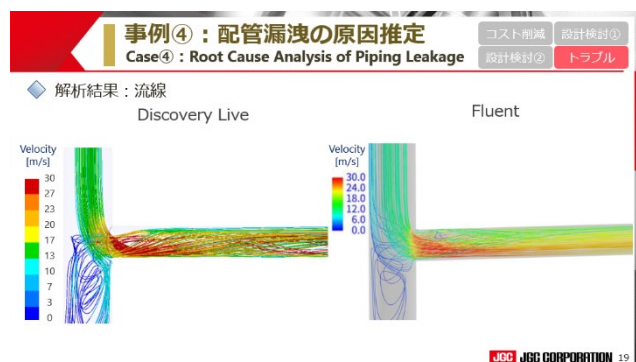 事例④：配管漏洩の原因推定
Case④：Root Cause Analysis of Piping Leakage
コスト削減 設計検討①
設計検討② トラブル
解析結果：流線
Discovery Live
Fluent
Velocity
[m/s]
30
27
23
20
17
13
10
7
3
0
Velocity
[m/s]
30.0
24.0
18.0
12.0
6.0
0.0
JGC JGC CORPORATION 19